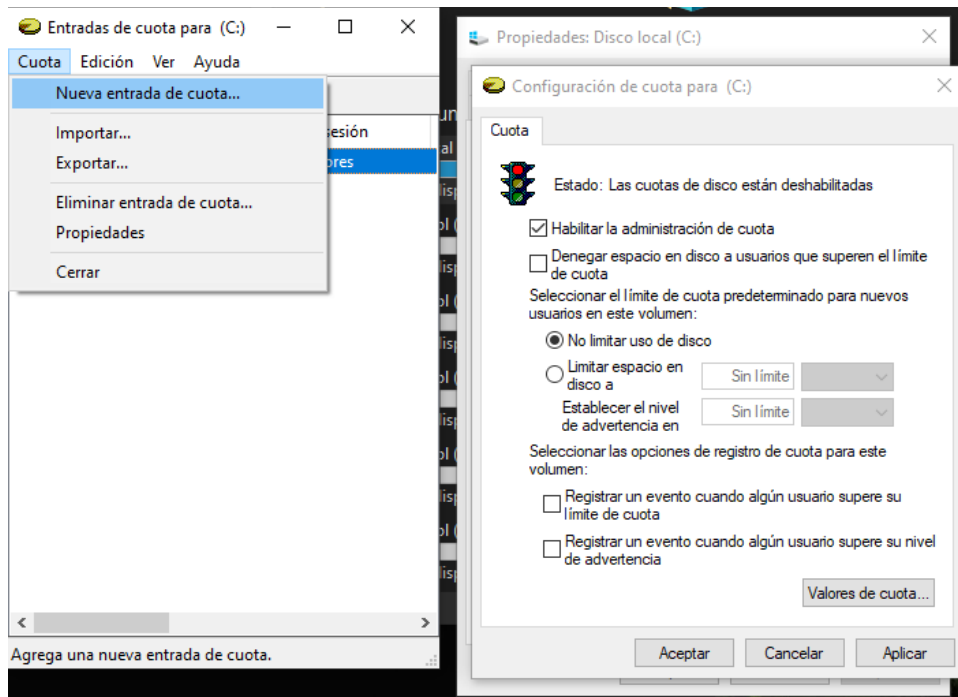 Entradas de cuota para (C:)
Cuota Edición Ver Ayuda
Nueva entrada de cuota...
Importar...
Exportar...
Eliminar entrada de cuota...
Propiedades
Cerrar
Agrega una nueva entrada de cuota.
Propiedades: Disco local (C:)
Configuración de cuota para (C:)
Cuota
Estado: Las cuotas de disco están deshabilitadas
Habilitar la administración de cuota
Denegar espacio en disco a usuarios que superen el límite
de cuota
Seleccionar el límite de cuota predeterminado para nuevos
usuarios en este volumen:
No limitar uso de disco
Limitar espacio en
disco a
Sin límite
Establecer el nivel
de advertencia en
Sin límite
Seleccionar las opciones de registro de cuota para este
volumen:
Registrar un evento cuando algún usuario supere su
límite de cuota
Registrar un evento cuando algún usuario supere su nivel
de advertencia
Valores de cuota...
Aceptar Cancelar Aplicar